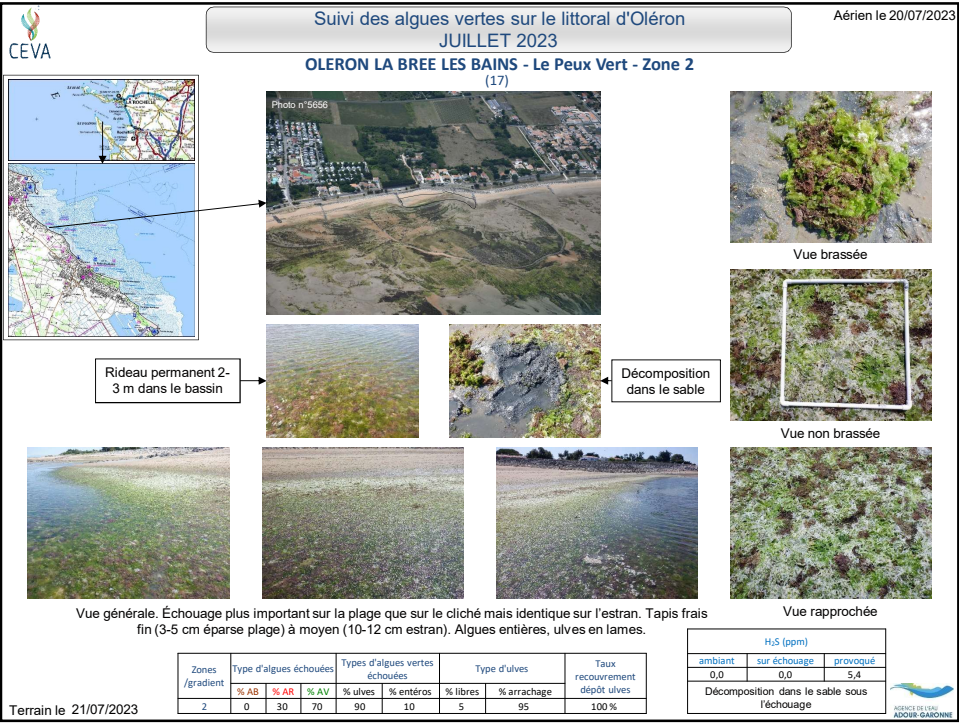 CEVA
Suivi des algues vertes sur le littoral d'Oléron
JUILLET 2023
Aérien le 20/07/2023
OLERON LA BREE LES BAINS - Le Peux Vert - Zone 2
(17)
Photo n°5656
LA ROCHELLE
Vue brassée
Rideau permanent 2-
3 m dans le bassin
Décomposition
dans le sable
Vue non brassée
Vue générale. Échouage plus important sur la plage que sur le cliché mais identique sur l'estran. Tapis frais
fin (3-5 cm éparse plage) à moyen (10-12 cm estran). Algues entières, ulves en lames.
Vue rapprochée
Zones
/gradient
Type d'algues échouées
Types d'algues vertes
échouées
Type d'ulves
Taux
recouvrement
dépôt ulves
% AB % AR % AV % ulves % entéros % libres % arrachage
2 0 30 70 90 10 5 95 100 %
H₂S (ppm)
ambiant sur échouage provoqué
0,0 0,0 5,4
Décomposition dans le sable sous
l'échouage
Terrain le 21/07/2023
AGENCE DE L'EAU
ADOUR-GARONNE